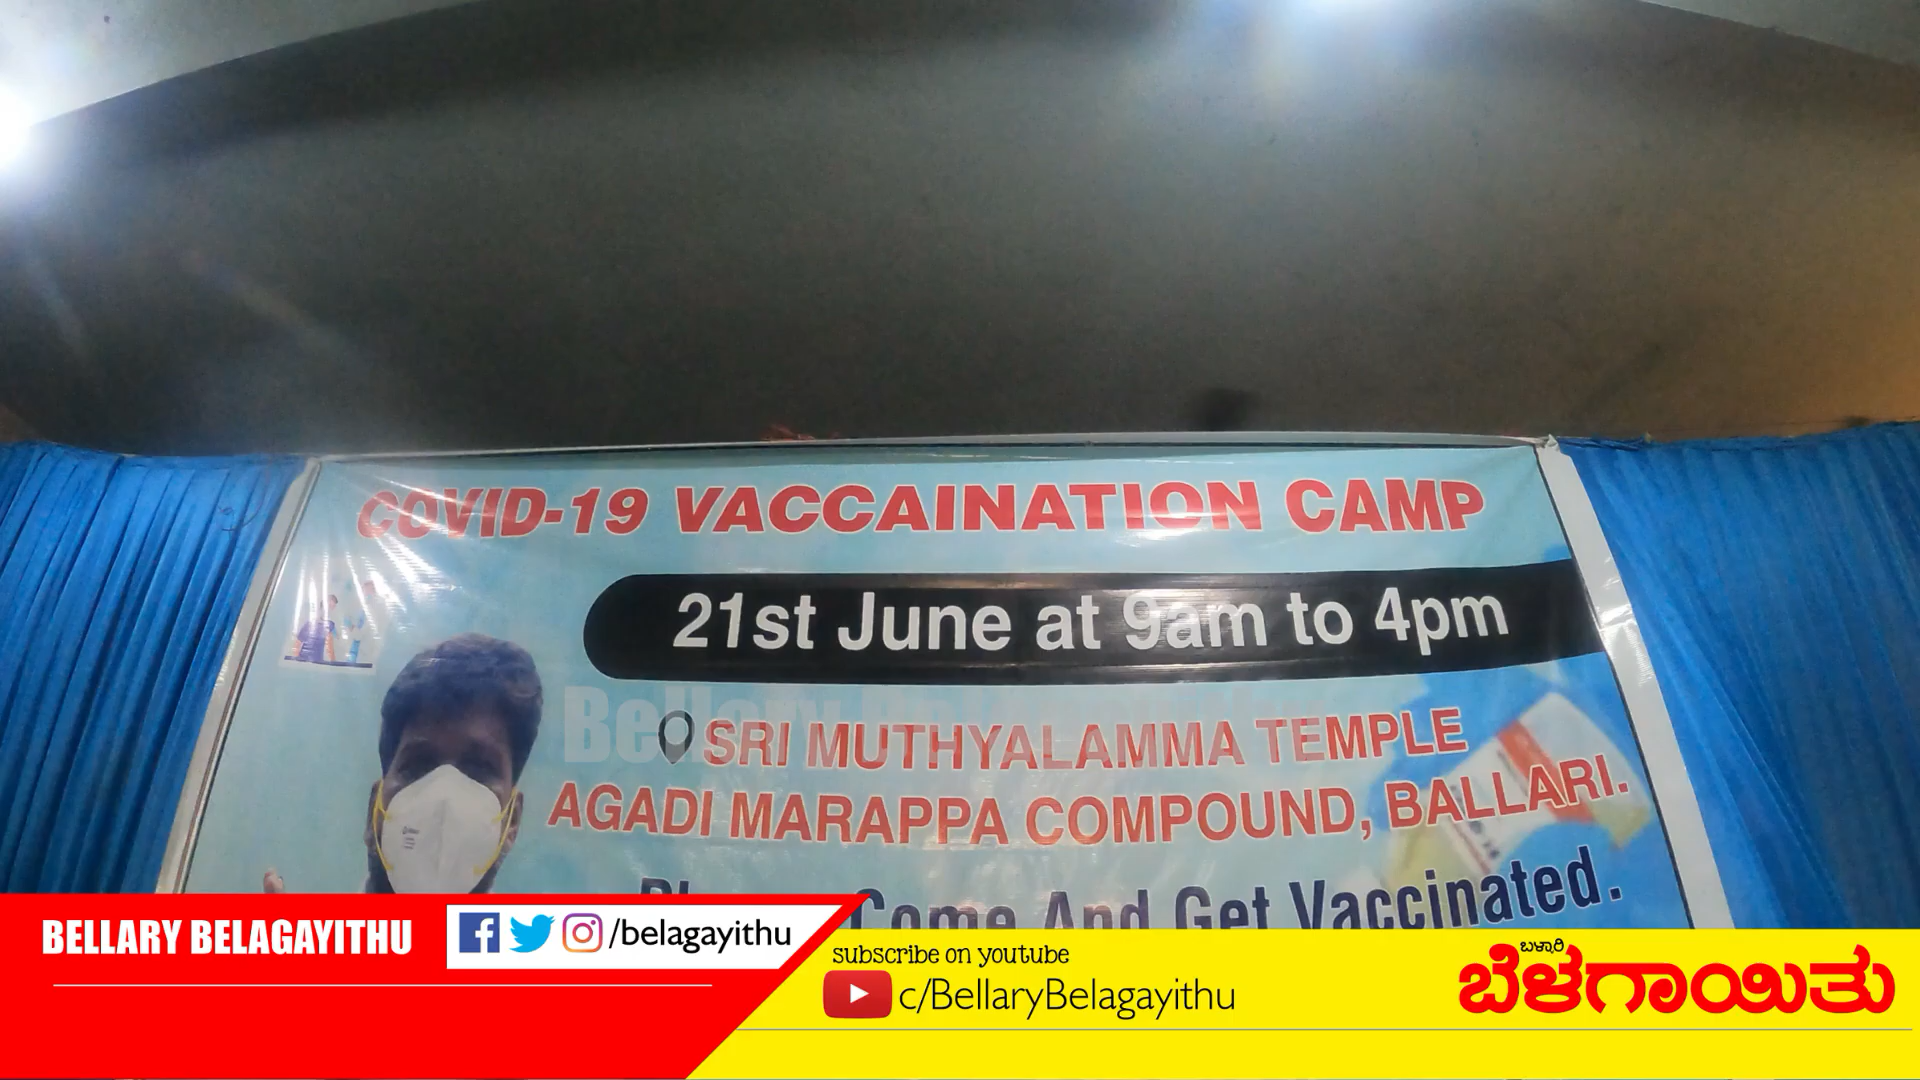 COVID-19 VACCAINATION CAMP
21st June at 9am to 4pm
SRI MUTHYALAMMA TEMPLE
AGADI MARAPPA COMPOUND, BALLARI.
Come And Get Vaccinated.
BELLARY BELAGAYITHU
/belagayithu
subscribe on youtube
c/BellaryBelagayithu
ಬಳ್ಳಾರಿ
ಬೆಳಗಾಯಿತು